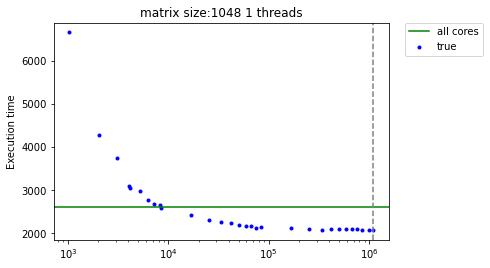 matrix size:1048 1 threads
all cores
true
Execution time
6000
5000
4000
3000
2000
10³ 10⁴ 10⁵ 10⁶